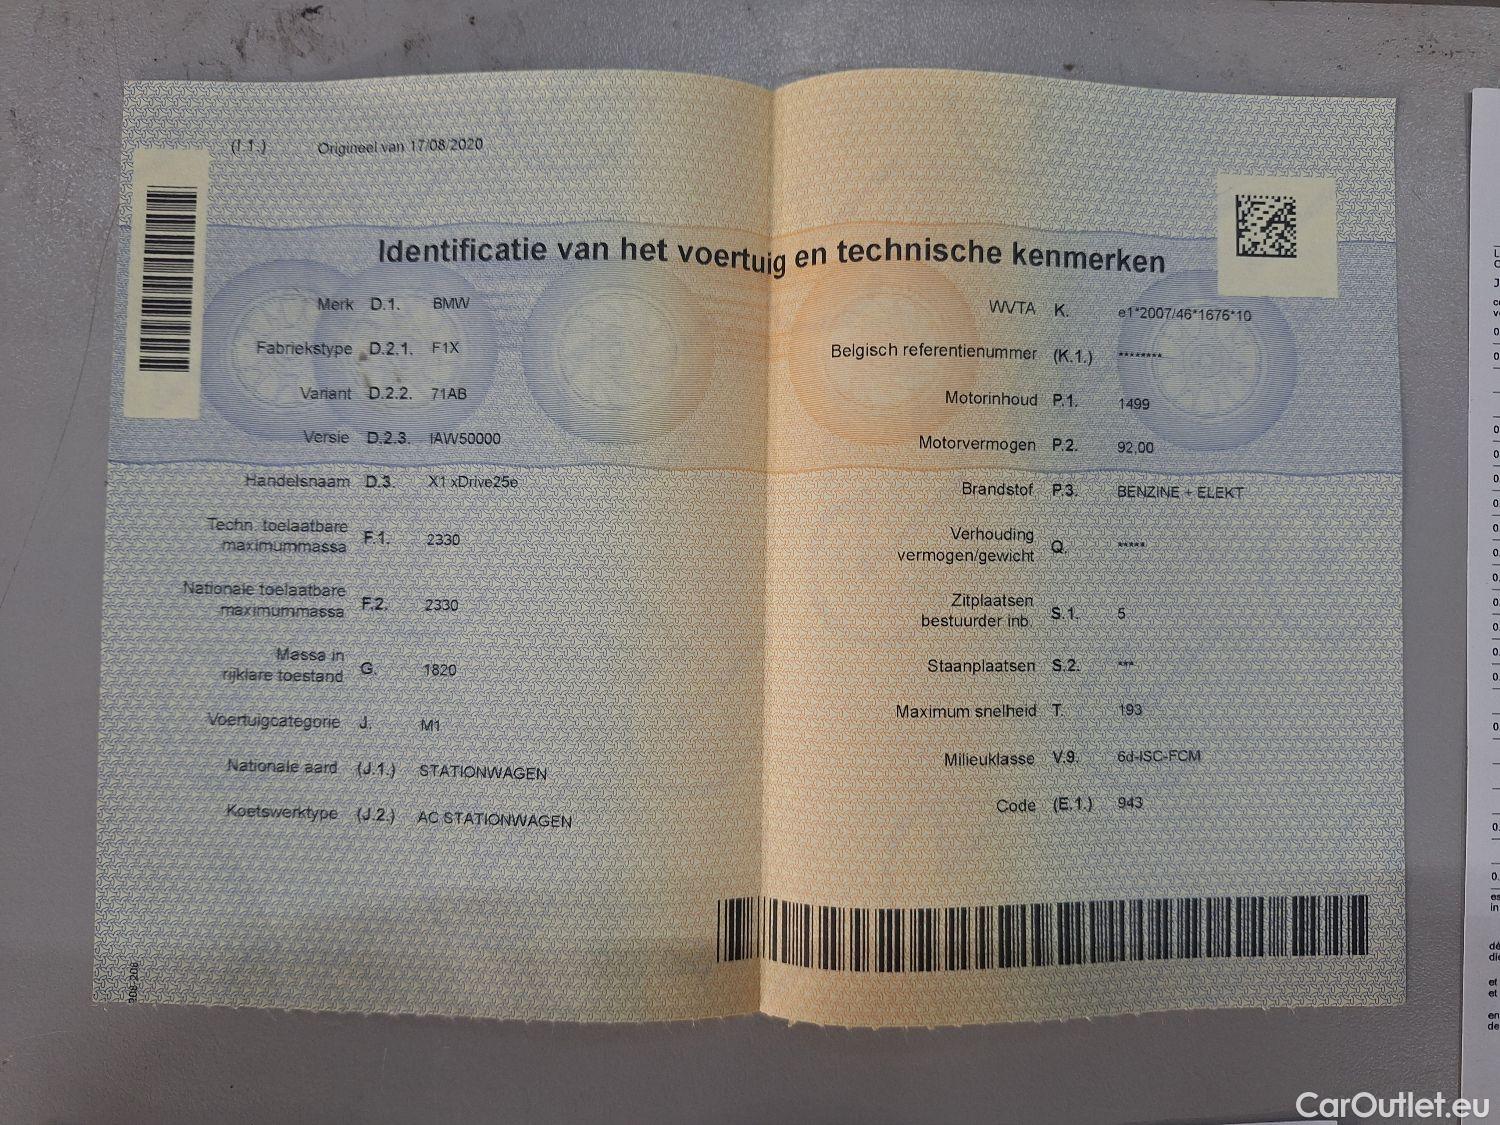 (I.1.) Origineel van 17/08/2020
Identificatie van het voertuig en technische kenmerken
Merk D.1. BMW
Fabriekstype D.2.1. F1X
Variant D.2.2. 71AB
Versie D.2.3. IAW50000
Handelsnaam D.3. X1 xDrive25e
Techn. toelaatbare
maximummassa F.1. 2330
Nationale toelaatbare
maximummassa F.2. 2330
Massa in
rijklare toestand G. 1820
Voertuigcategorie J. M1
Nationale aard (J.1.) STATIONWAGEN
Koetswerktype (J.2.) AC STATIONWAGEN
WVTA K. e1*2007/46*1676*10
Belgisch referentienummer (K.1.) ********
Motorinhoud P.1. 1499
Motorvermogen P.2. 92,00
Brandstof P.3. BENZINE + ELEKT
Verhouding
vermogen/gewicht Q. *****
Zitplaatsen
bestuurder inb. S.1. 5
Staanplaatsen S.2. ***
Maximum snelheid T. 193
Milieuklasse V.9. 6d-ISC-FCM
Code (E.1.) 943
CarOutlet.eu